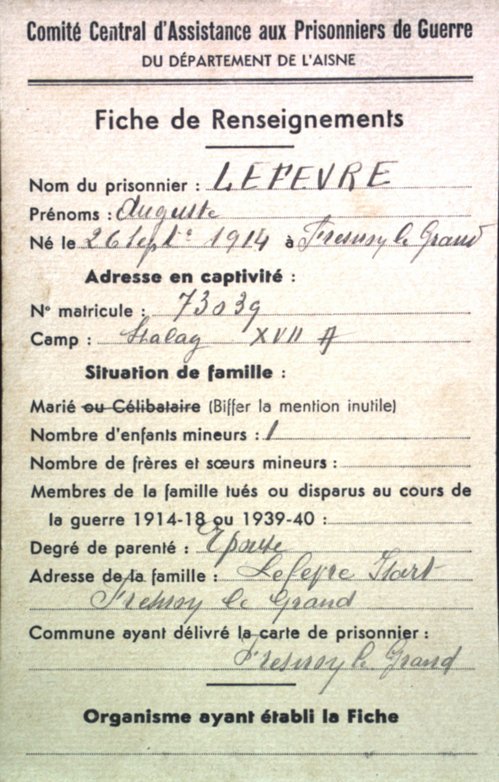 Comité Central d'Assistance aux Prisonniers de Guerre
DU DÉPARTEMENT DE L'AISNE
Fiche de Renseignements
Nom du prisonnier : LEFEVRE
Prénoms : Auguste
Né le 26 Sept. 1914 à Fresnoy le Grand
Adresse en captivité :
N° matricule : 73039
Camp : Stalag XVII A
Situation de famille :
Marié ou Célibataire (Biffer la mention inutile)
Nombre d'enfants mineurs : 1
Nombre de frères et sœurs mineurs :
Membres de la famille tués ou disparus au cours de
la guerre 1914-18 ou 1939-40 :
Degré de parenté : Epouse
Adresse de la famille : Lefevre
Fresnoy le Grand
Commune ayant délivré la carte de prisonnier :
Fresnoy le Grand
Organisme ayant établi la Fiche